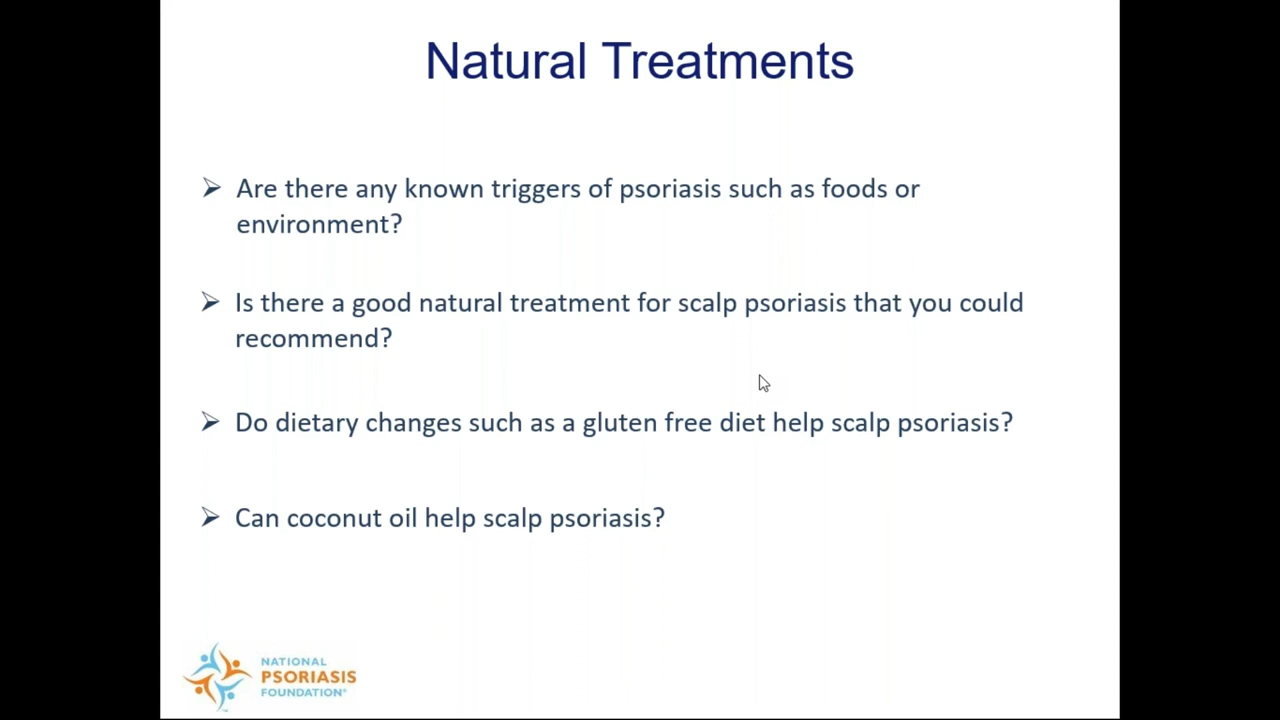 Natural Treatments
Are there any known triggers of psoriasis such as foods or
environment?
Is there a good natural treatment for scalp psoriasis that you could
recommend?
Do dietary changes such as a gluten free diet help scalp psoriasis?
Can coconut oil help scalp psoriasis?
NATIONAL
PSORIASIS
FOUNDATION®